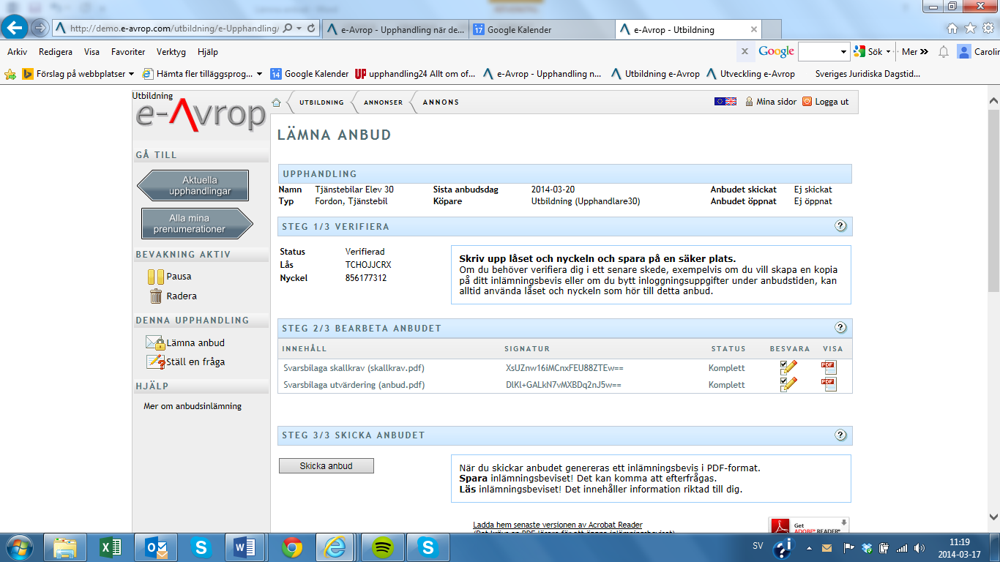 http://demo.e-avrop.com/utbildning/e-Upphandling/
e-Avrop - Upphandling när de...
14 Google Kalender
e-Avrop - Utbildning
Arkiv Redigera Visa Favoriter Verktyg Hjälp
Google Sök Mer Carolir
Förslag på webbplatser
Hämta fler tilläggsprog...
14 Google Kalender
UP upphandling24 Allt om of...
e-Avrop - Upphandling n...
Utbildning e-Avrop
Utveckling e-Avrop
Sveriges Juridiska Dagstid...
Utbildning
e-Avrop
UTBILDNING ANNONSER ANNONS
Mina sidor Logga ut
LÄMNA ANBUD
GÅ TILL
Aktuella
upphandlingar
Alla mina
prenumerationer
BEVAKNING AKTIV
Pausa
Radera
DENNA UPPHANDLING
Lämna anbud
Ställ en fråga
HJÄLP
Mer om anbudsinlämning
UPPHANDLING
Namn Tjänstebilar Elev 30 Sista anbudsdag 2014-03-20 Anbudet skickat Ej skickat
Typ Fordon, Tjänstebil Köpare Utbildning (Upphandlare30) Anbudet öppnat Ej öppnat
STEG 1/3 VERIFIERA ?
Status Verifierad
Lås TCHOJJCRX
Nyckel 856177312
Skriv upp låset och nyckeln och spara på en säker plats.
Om du behöver verifiera dig i ett senare skede, exempelvis om du vill skapa en kopia
på ditt inlämningsbevis eller om du bytt inloggningsuppgifter under anbudstiden, kan
alltid använda låset och nyckeln som hör till detta anbud.
STEG 2/3 BEARBETA ANBUDET ?
INNEHÅLL SIGNATUR STATUS BESVARA VISA
Svarsbilaga skallkrav (skallkrav.pdf) XsUZnw16iMCnxFEU88ZTEw== Komplett PDF
Svarsbilaga utvärdering (anbud.pdf) DlKl+GALkN7vMXBDq2nJ5w== Komplett PDF
STEG 3/3 SKICKA ANBUDET ?
Skicka anbud
När du skickar anbudet genereras ett inlämningsbevis i PDF-format.
Spara inlämningsbeviset! Det kan komma att efterfrågas.
Läs inlämningsbeviset! Det innehåller information riktad till dig.
Ladda hem senaste versionen av Acrobat Reader
Get
ADOBE® READER®
SV
11:19
2014-03-17